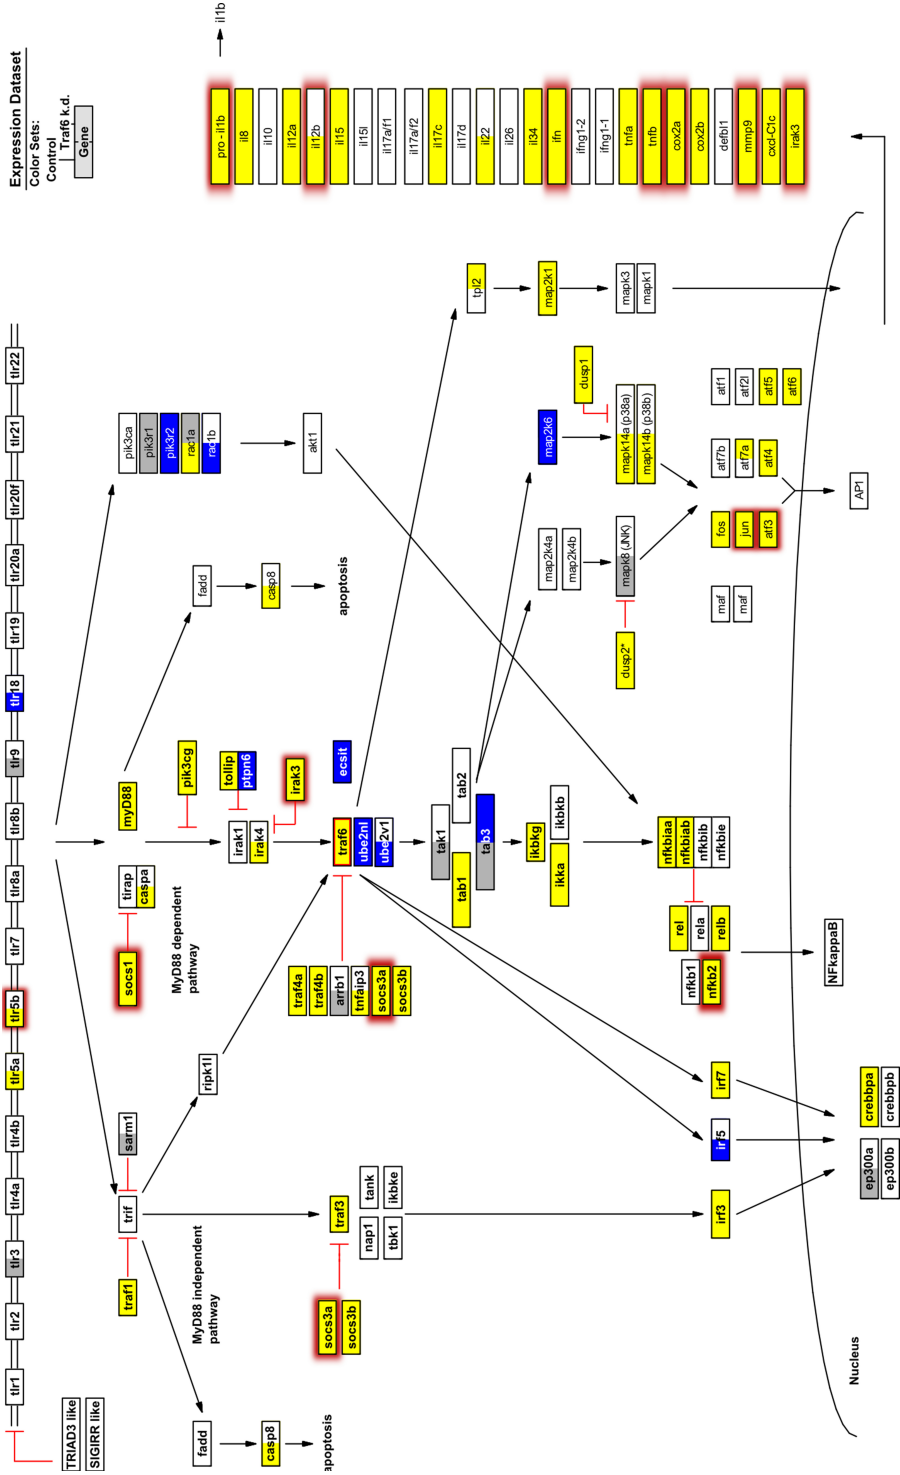 TRIAD3 like
SIGIRR like
tlr1
tlr2
tlr3
tlr4a
tlr4b
tlr5a
tlr5b
tlr7
tlr8a
tlr8b
tlr9
tlr18
tlr19
tlr20a
tlr20f
tlr21
tlr22
Expression Dataset
Color Sets:
Control
Traf6 k.d.
Gene
traf1
trif
sarm1
socs1
tirap
caspa
myD88
pik3ca
pik3r1
pik3r2
rac1a
rac1b
MyD88 independent
pathway
MyD88 dependent
pathway
pik3cg
fadd
casp8
apoptosis
fadd
casp8
apoptosis
ripk1l
irak1
irak4
tollip
ptpn6
irak3
akt1
socs3a
socs3b
traf3
nap1
tbk1
tank
ikbke
traf4a
traf4b
arrb1
tnfaip3
socs3a
socs3b
traf6
ube2nl
ube2v1
ecsit
tak1
tab1
tab2
tab3
tpl2
ikbkg
ikka
ikbkb
map2k4a
map2k4b
map2k6
map2k1
dusp1
dusp2*
mapk8 (JNK)
mapk14a (p38a)
mapk14b (p38b)
mapk3
mapk1
nfkbiaa
nfkbiab
nfkbib
nfkbie
rel
rela
relb
nfkb1
nfkb2
irf3
irf5
irf7
maf
maf
fos
jun
atf3
atf7b
atf7a
atf4
atf1
atf2l
atf5
atf6
NFkappaB
AP1
ep300a
ep300b
crebbpa
crebbpb
Nucleus
pro - il1b
il1b
il8
il10
il12a
il12b
il15
il15l
il17a/f1
il17a/f2
il17c
il17d
il22
il26
il34
ifn
ifng1-2
ifng1-1
tnfa
tnfb
cox2a
cox2b
defbl1
mmp9
cxcl-C1c
irak3